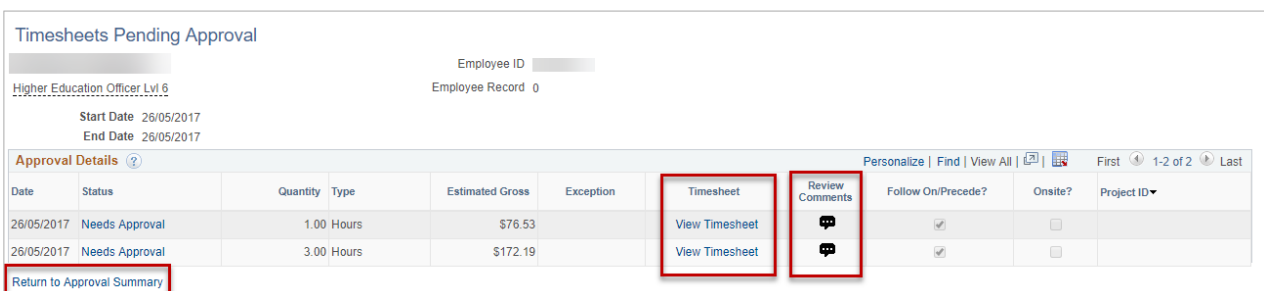 Timesheets Pending Approval
Employee ID
Higher Education Officer Lvl 6 Employee Record 0
Start Date 26/05/2017
End Date 26/05/2017
Approval Details ? Personalize | Find | View All | | First 1-2 of 2 Last
Date Status Quantity Type Estimated Gross Exception Timesheet Review Comments Follow On/Precede? Onsite? Project ID
26/05/2017 Needs Approval 1.00 Hours $76.53 View Timesheet
26/05/2017 Needs Approval 3.00 Hours $172.19 View Timesheet
Return to Approval Summary